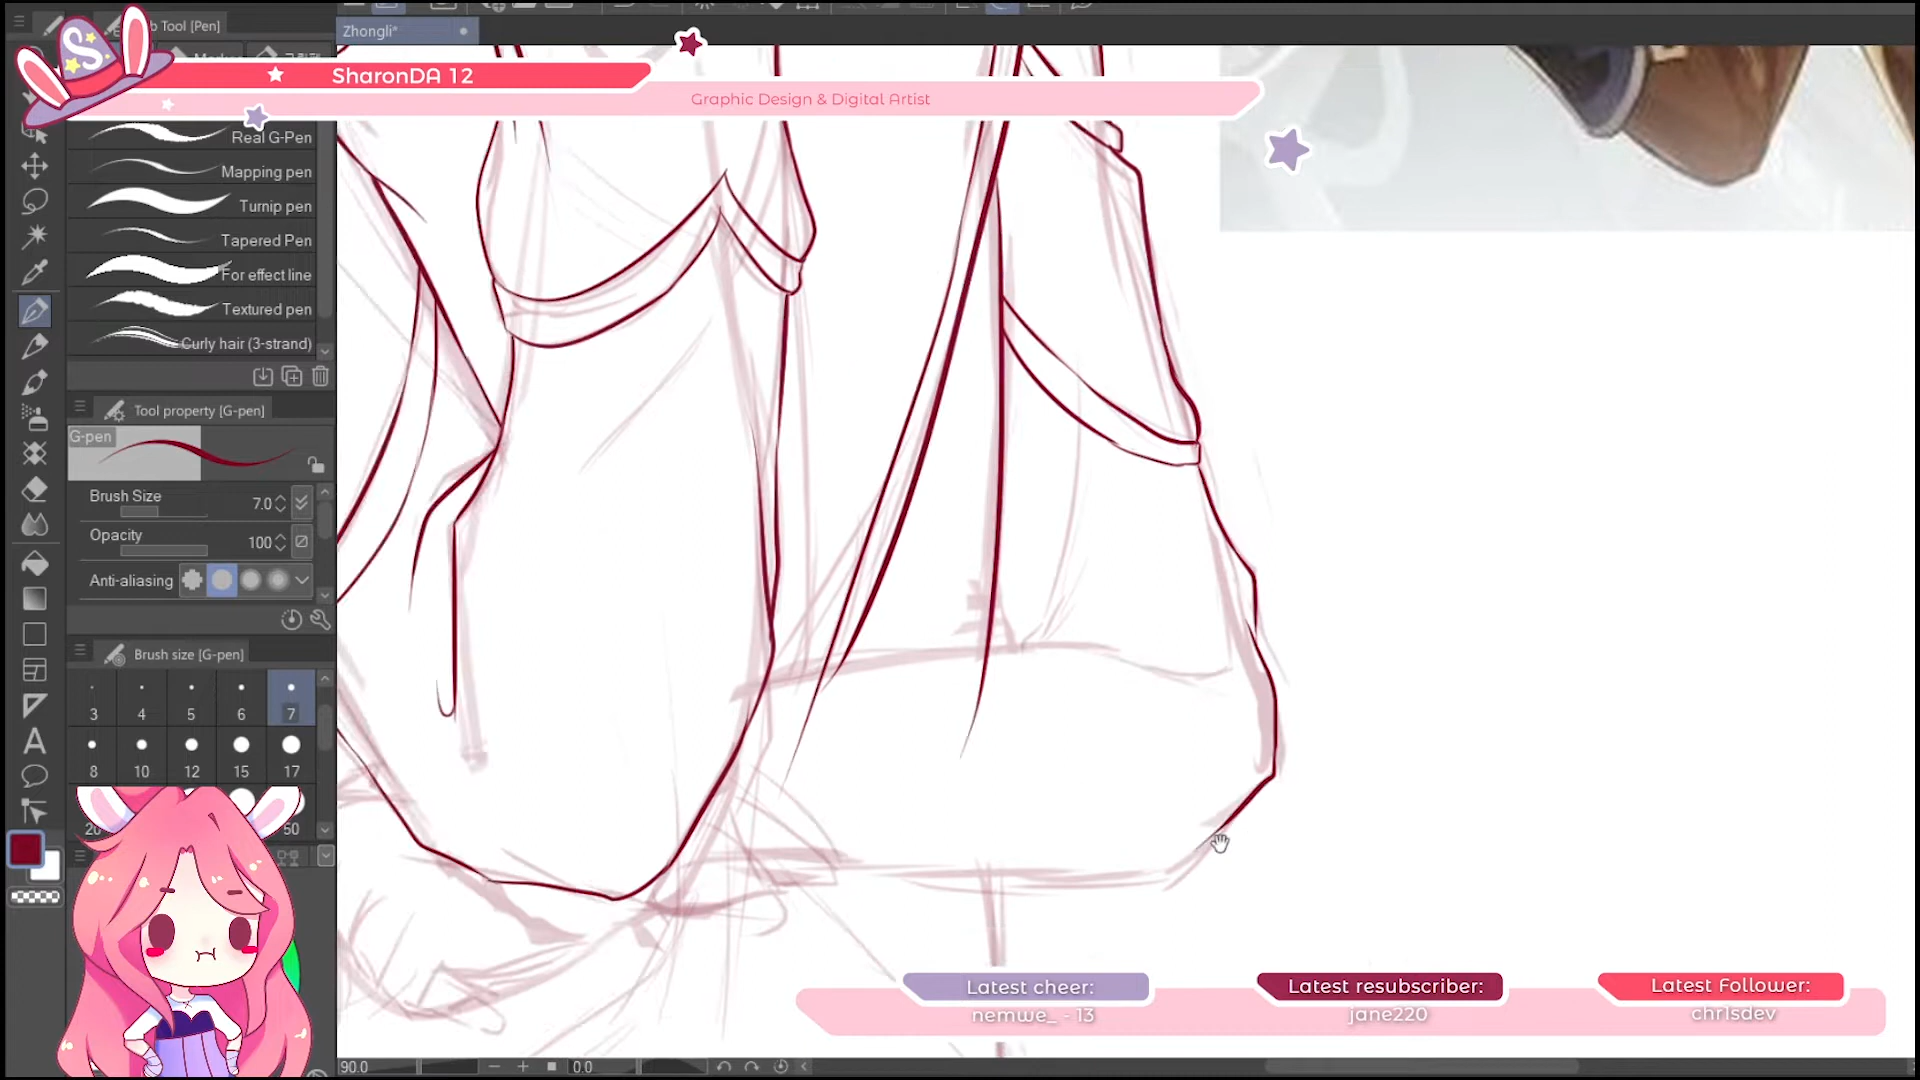 b Tool [Pen]
Zhongli*
S
SharonDA 12
Graphic Design & Digital Artist
Real G-Pen
Mapping pen
Turnip pen
Tapered Pen
For effect line
Textured pen
Curly hair (3-strand)
Tool property [G-pen]
G-pen
Brush Size
7.0
Opacity
100
Anti-aliasing
Brush size [G-pen]
3 4 5 6 7
8 10 12 15 17
20 50
Latest cheer:
nemwe_ - 13
Latest resubscriber:
jane220
Latest Follower:
chr1sdev
90.0
0.0